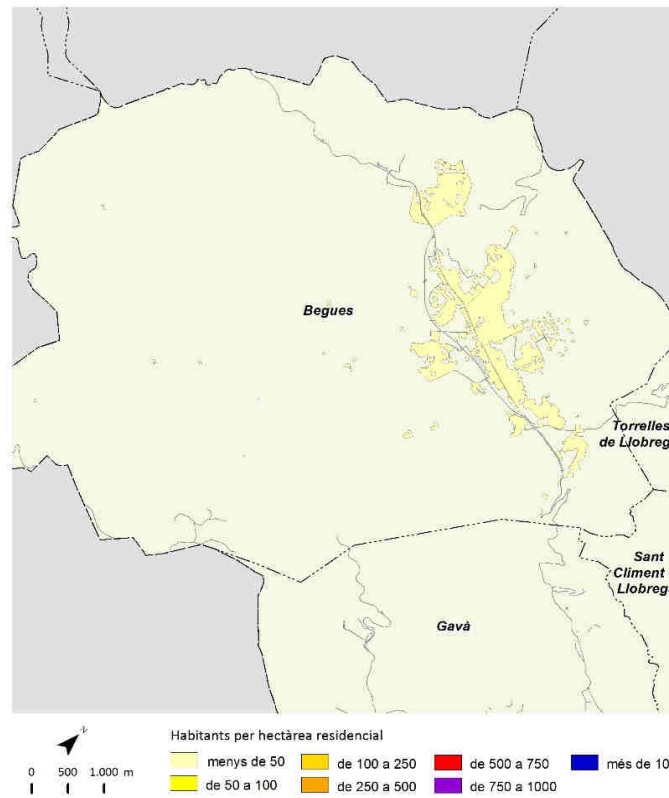 Begues
Torrelles
de Llobreg
Sant
Climent
Llobreg
Gavà
N
0 500 1.000 m
Habitants per hectàrea residencial
menys de 50
de 100 a 250
de 500 a 750
més de 10
de 50 a 100
de 250 a 500
de 750 a 1000